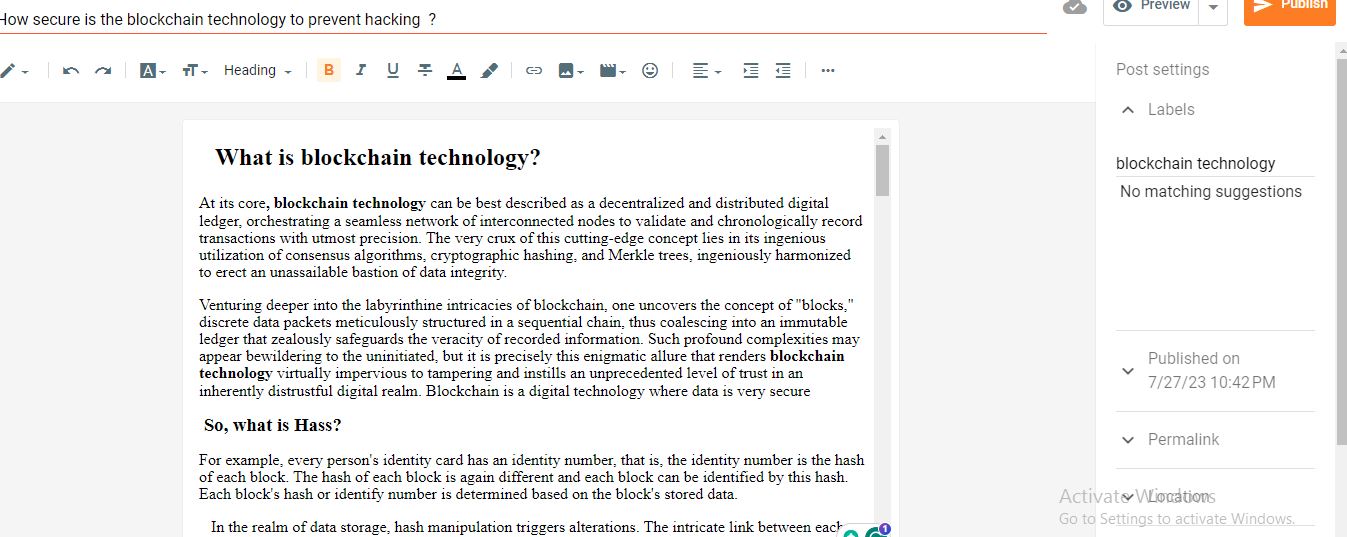 How secure is the blockchain technology to prevent hacking ?
Preview
Publish
Heading
B I U A
Post settings
Labels
blockchain technology
No matching suggestions
What is blockchain technology?
At its core, blockchain technology can be best described as a decentralized and distributed digital
ledger, orchestrating a seamless network of interconnected nodes to validate and chronologically record
transactions with utmost precision. The very crux of this cutting-edge concept lies in its ingenious
utilization of consensus algorithms, cryptographic hashing, and Merkle trees, ingeniously harmonized
to erect an unassailable bastion of data integrity.
Venturing deeper into the labyrinthine intricacies of blockchain, one uncovers the concept of "blocks,"
discrete data packets meticulously structured in a sequential chain, thus coalescing into an immutable
ledger that zealously safeguards the veracity of recorded information. Such profound complexities may
appear bewildering to the uninitiated, but it is precisely this enigmatic allure that renders blockchain
technology virtually impervious to tampering and instills an unprecedented level of trust in an
inherently distrustful digital realm. Blockchain is a digital technology where data is very secure
So, what is Hass?
For example, every person's identity card has an identity number, that is, the identity number is the hash
of each block. The hash of each block is again different and each block can be identified by this hash.
Each block's hash or identify number is determined based on the block's stored data.
In the realm of data storage, hash manipulation triggers alterations. The intricate link between each
1
Published on
7/27/23 10:42 PM
Permalink
Location
Activate Windows
Go to Settings to activate Windows.